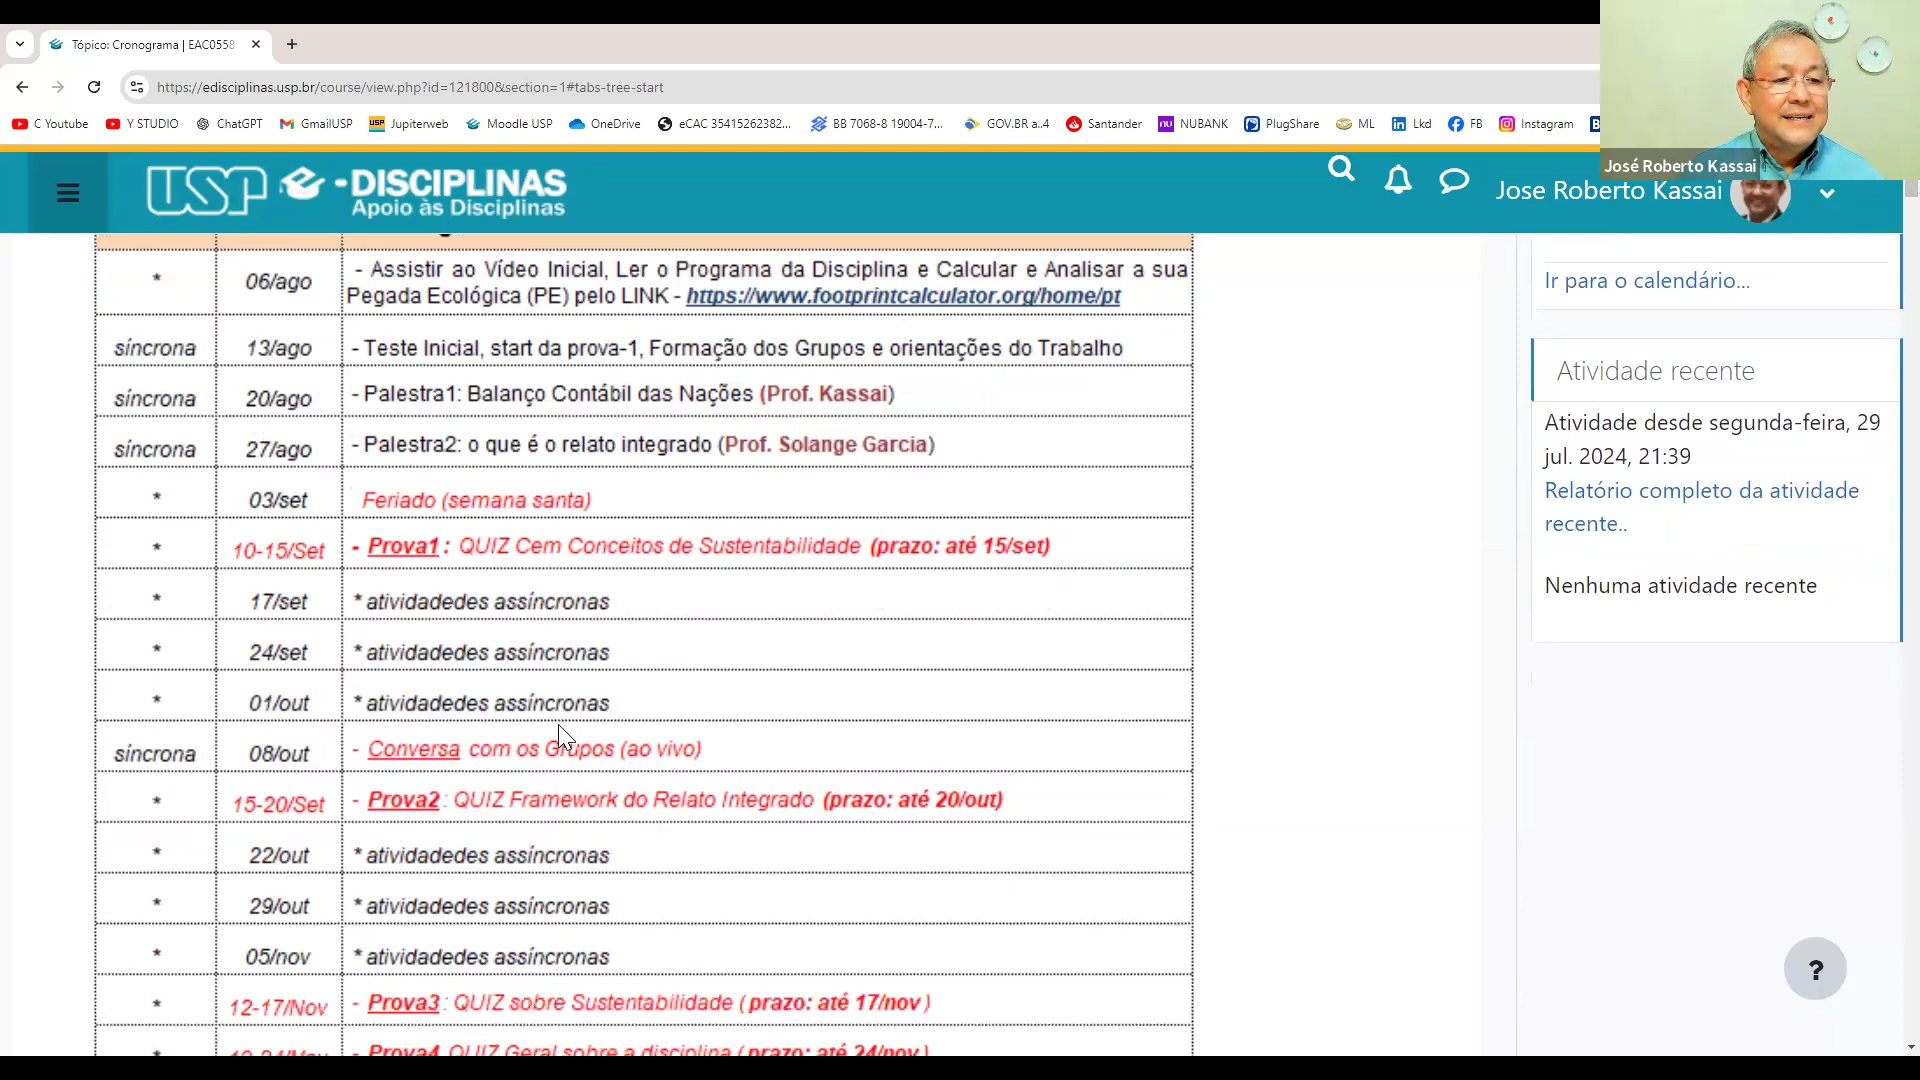 Tópico: Cronograma | EAC0558
https://edisciplinas.usp.br/course/view.php?id=121800&section=1#tabs-tree-start
C Youtube
Y STUDIO
ChatGPT
GmailUSP
USP Jupiterweb
Moodle USP
OneDrive
eCAC 35415262382...
BB 7068-8 19004-7...
GOV.BR a..4
Santander
nu NUBANK
PlugShare
ML
Lkd
FB
Instagram
José Roberto Kassai
USP -DISCIPLINAS
Apoio às Disciplinas
Jose Roberto Kassai
* 06/ago - Assistir ao Vídeo Inicial, Ler o Programa da Disciplina e Calcular e Analisar a sua
Pegada Ecológica (PE) pelo LINK - https://www.footprintcalculator.org/home/pt
síncrona 13/ago - Teste Inicial, start da prova-1, Formação dos Grupos e orientações do Trabalho
síncrona 20/ago - Palestra1: Balanço Contábil das Nações (Prof. Kassai)
síncrona 27/ago - Palestra2: o que é o relato integrado (Prof. Solange Garcia)
* 03/set Feriado (semana santa)
* 10-15/Set - Prova1: QUIZ Cem Conceitos de Sustentabilidade (prazo: até 15/set)
* 17/set * atividadedes assíncronas
* 24/set * atividadedes assíncronas
* 01/out * atividadedes assíncronas
síncrona 08/out - Conversa com os Grupos (ao vivo)
* 15-20/Set - Prova2: QUIZ Framework do Relato Integrado (prazo: até 20/out)
* 22/out * atividadedes assíncronas
* 29/out * atividadedes assíncronas
* 05/nov * atividadedes assíncronas
* 12-17/Nov - Prova3: QUIZ sobre Sustentabilidade (prazo: até 17/nov)
- Prova4 QUIZ Geral sobre a disciplina (prazo: até 24/nov)
Ir para o calendário...
Atividade recente
Atividade desde segunda-feira, 29
jul. 2024, 21:39
Relatório completo da atividade
recente..
Nenhuma atividade recente
?